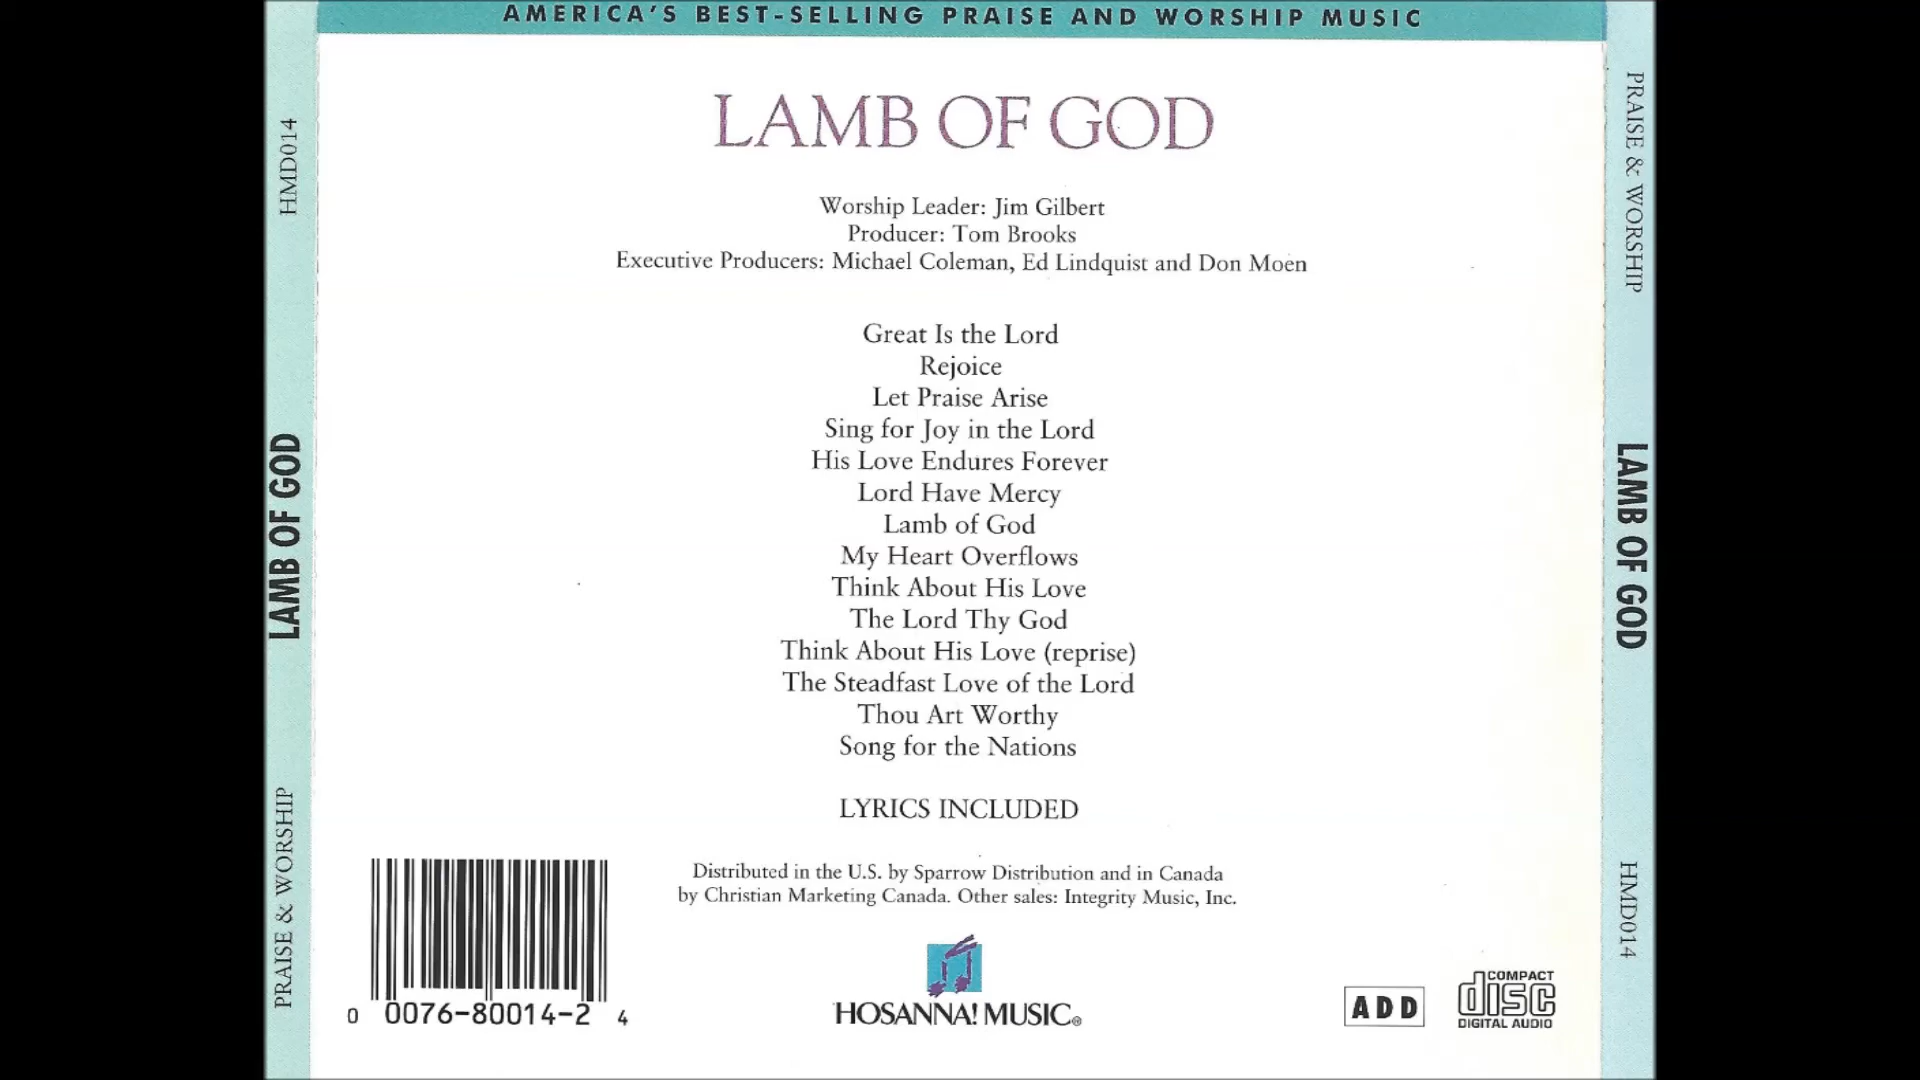 AMERICA'S BEST-SELLING PRAISE AND WORSHIP MUSIC
HMD014
LAMB OF GOD
PRAISE & WORSHIP
LAMB OF GOD
Worship Leader: Jim Gilbert
Producer: Tom Brooks
Executive Producers: Michael Coleman, Ed Lindquist and Don Moen
Great Is the Lord
Rejoice
Let Praise Arise
Sing for Joy in the Lord
His Love Endures Forever
Lord Have Mercy
Lamb of God
My Heart Overflows
Think About His Love
The Lord Thy God
Think About His Love (reprise)
The Steadfast Love of the Lord
Thou Art Worthy
Song for the Nations
LYRICS INCLUDED
Distributed in the U.S. by Sparrow Distribution and in Canada
by Christian Marketing Canada. Other sales: Integrity Music, Inc.
0 0076-80014-2 4
HOSANNA! MUSIC®
ADD
COMPACT
disc
DIGITAL AUDIO
PRAISE & WORSHIP
LAMB OF GOD
HMD014